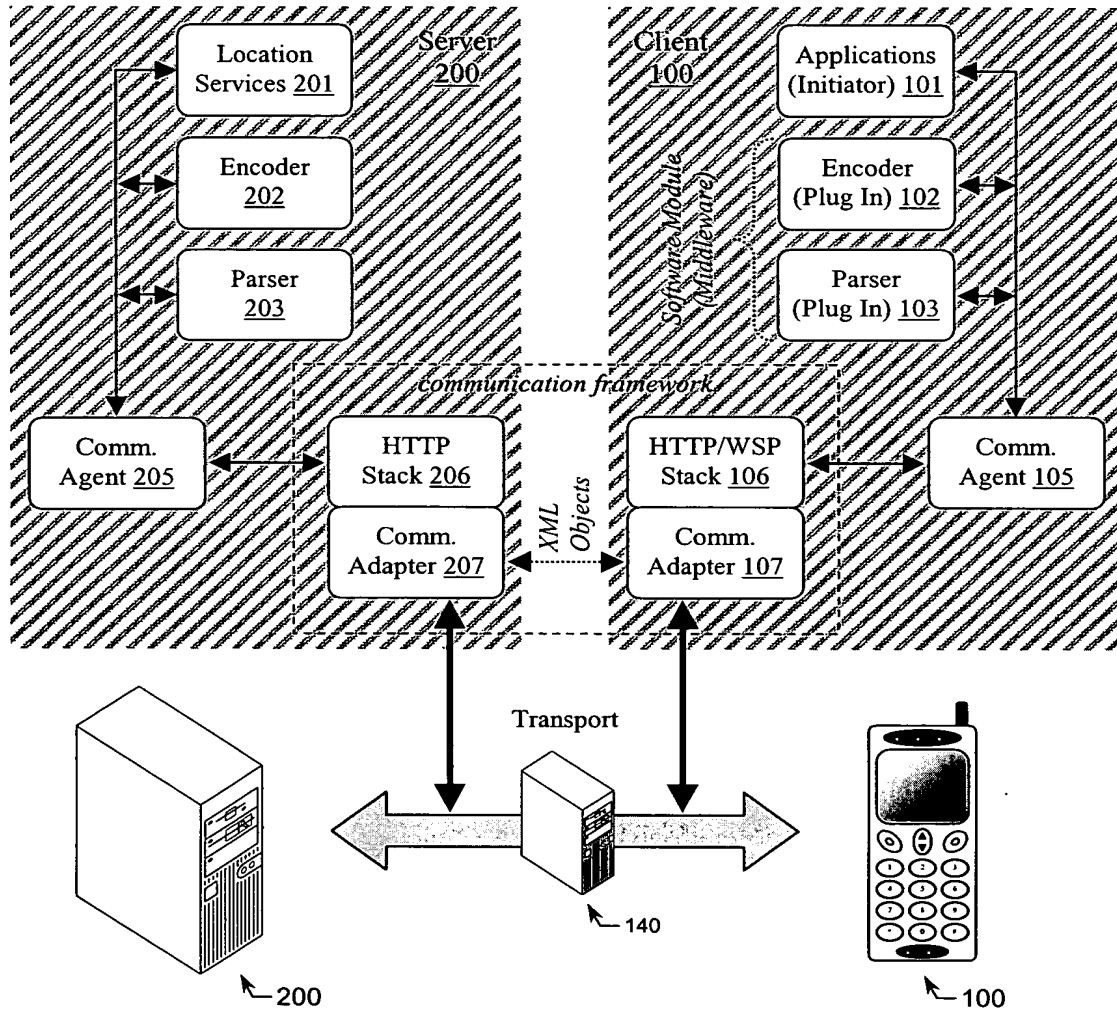 Server
200
Location
Services 201
Encoder
202
Parser
203
Comm.
Agent 205
HTTP
Stack 206
Comm.
Adapter 207
communication framework
XML
Objects
Client
100
Applications
(Initiator) 101
Encoder
(Plug In) 102
Parser
(Plug In) 103
Software Module
(Middleware)
HTTP/WSP
Stack 106
Comm.
Adapter 107
Comm.
Agent 105
Transport
200
140
100